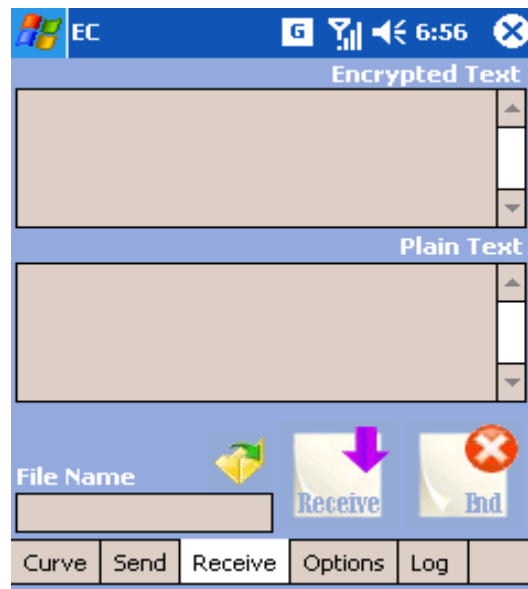 EC G 6:56
Encrypted Text
Plain Text
File Name
Receive
End
Curve Send Receive Options Log